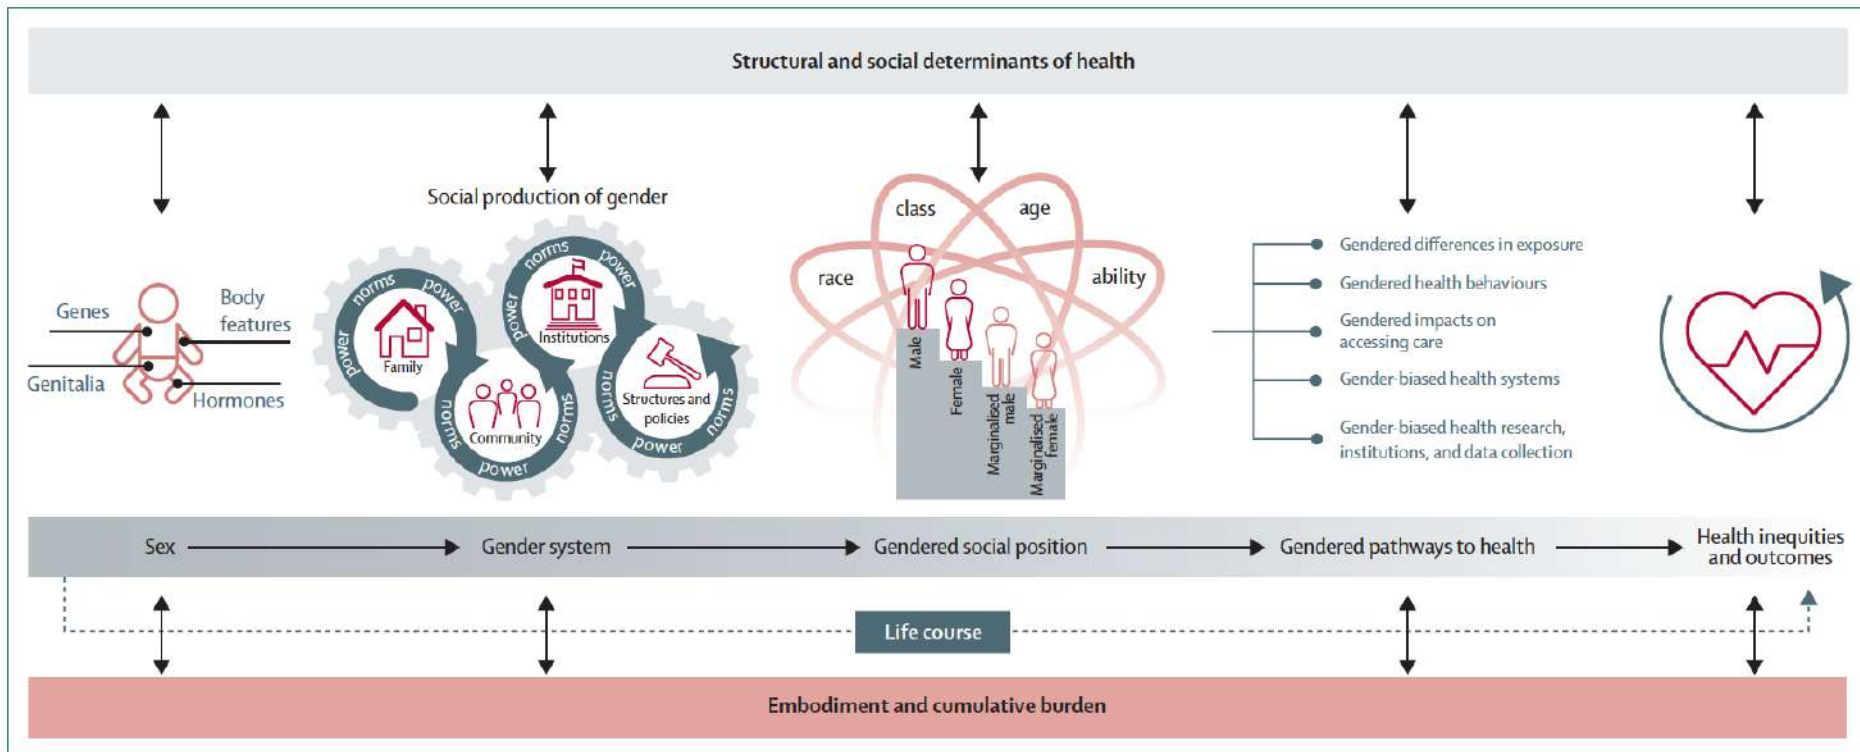 Structural and social determinants of health
Genes
Body
features
Genitalia
Hormones
Social production of gender
power
norms
power
Family
norms
power
norms
Community
power
norms
power
Institutions
norms
power
norms
Structures and
policies
race
class
age
ability
Male
Female
Marginalised
male
Marginalised
female
Gendered differences in exposure
Gendered health behaviours
Gendered impacts on
accessing care
Gender-biased health systems
Gender-biased health research,
institutions, and data collection
Sex
Gender system
Gendered social position
Gendered pathways to health
Health inequities
and outcomes
Life course
Embodiment and cumulative burden